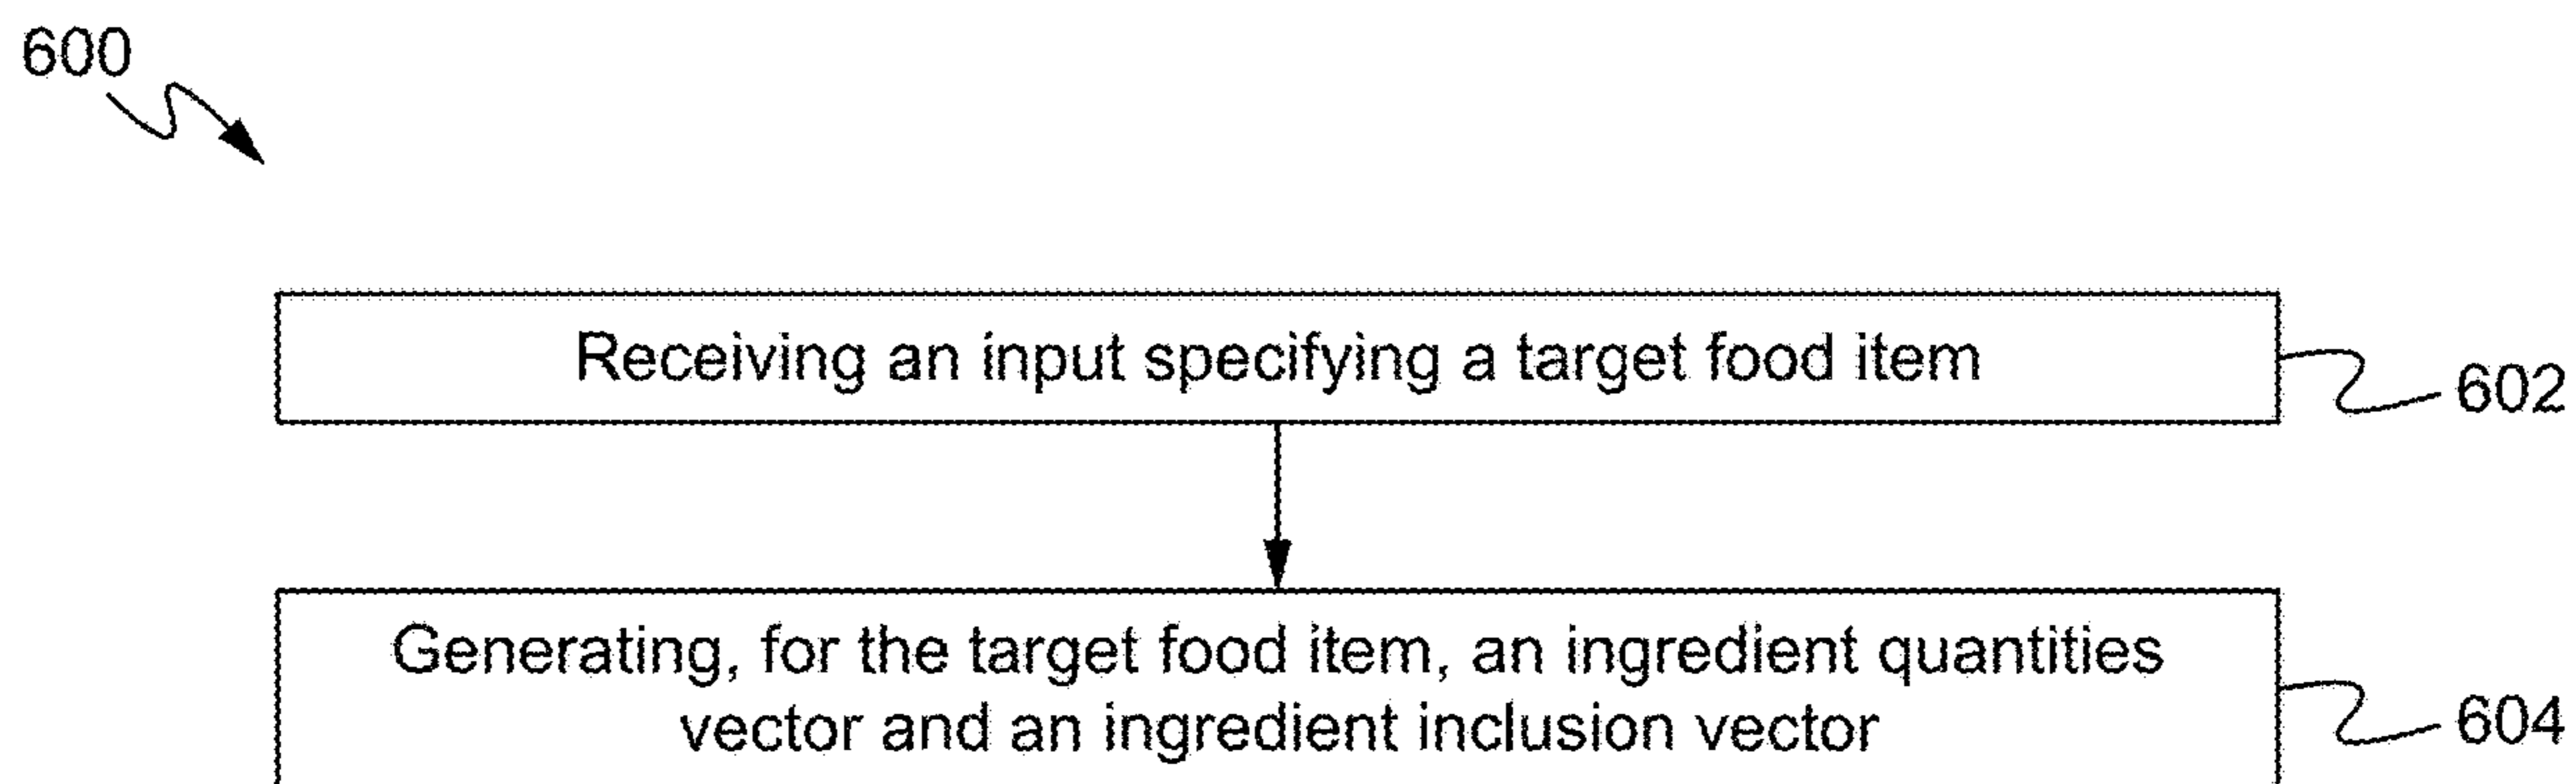 600
Receiving an input specifying a target food item
602
Generating, for the target food item, an ingredient quantities
vector and an ingredient inclusion vector
604